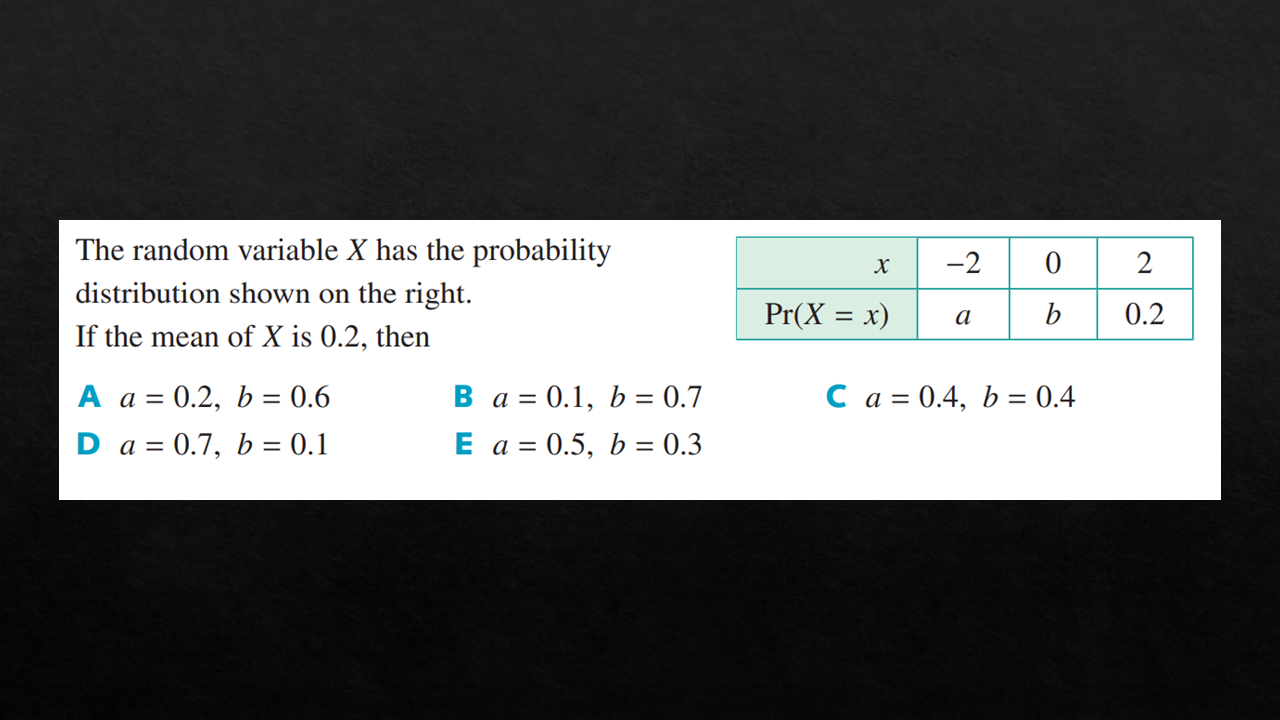 The random variable X has the probability
distribution shown on the right.
If the mean of X is 0.2, then
x −2 0 2
Pr(X = x) a b 0.2
A a = 0.2, b = 0.6 B a = 0.1, b = 0.7 C a = 0.4, b = 0.4
D a = 0.7, b = 0.1 E a = 0.5, b = 0.3